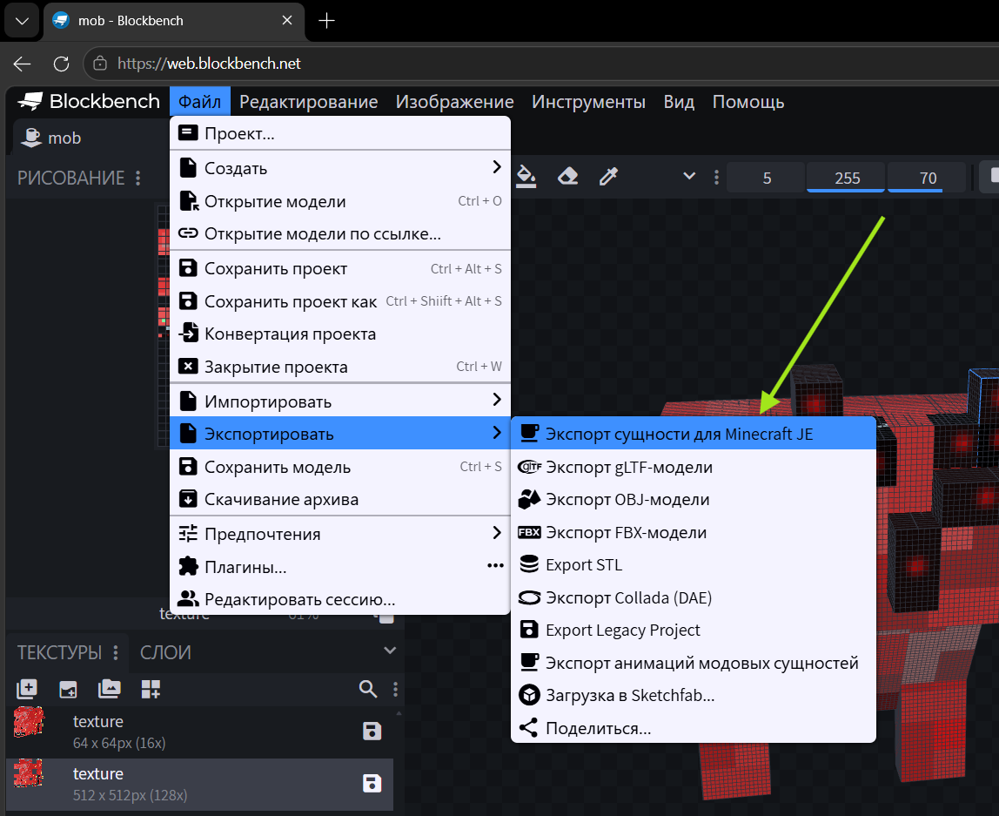 mob - Blockbench
https://web.blockbench.net
Blockbench Файл Редактирование Изображение Инструменты Вид Помощь
mob
РИСОВАНИЕ
5 255 70
Проект...
Создать
Открытие модели Ctrl + O
Открытие модели по ссылке...
Сохранить проект Ctrl + Alt + S
Сохранить проект как Ctrl + Shiift + Alt + S
Конвертация проекта
Закрытие проекта Ctrl + W
Импортировать
Экспортировать
Сохранить модель Ctrl + S
Скачивание архива
Предпочтения
Плагины...
Редактировать сессию...
Экспорт сущности для Minecraft JE
glTF Экспорт gLTF-модели
Экспорт OBJ-модели
FBX Экспорт FBX-модели
Export STL
Экспорт Collada (DAE)
Export Legacy Project
Экспорт анимаций модовых сущностей
Загрузка в Sketchfab...
Поделиться...
texture 61%
ТЕКСТУРЫ СЛОИ
texture
64 x 64px (16x)
texture
512 x 512px (128x)